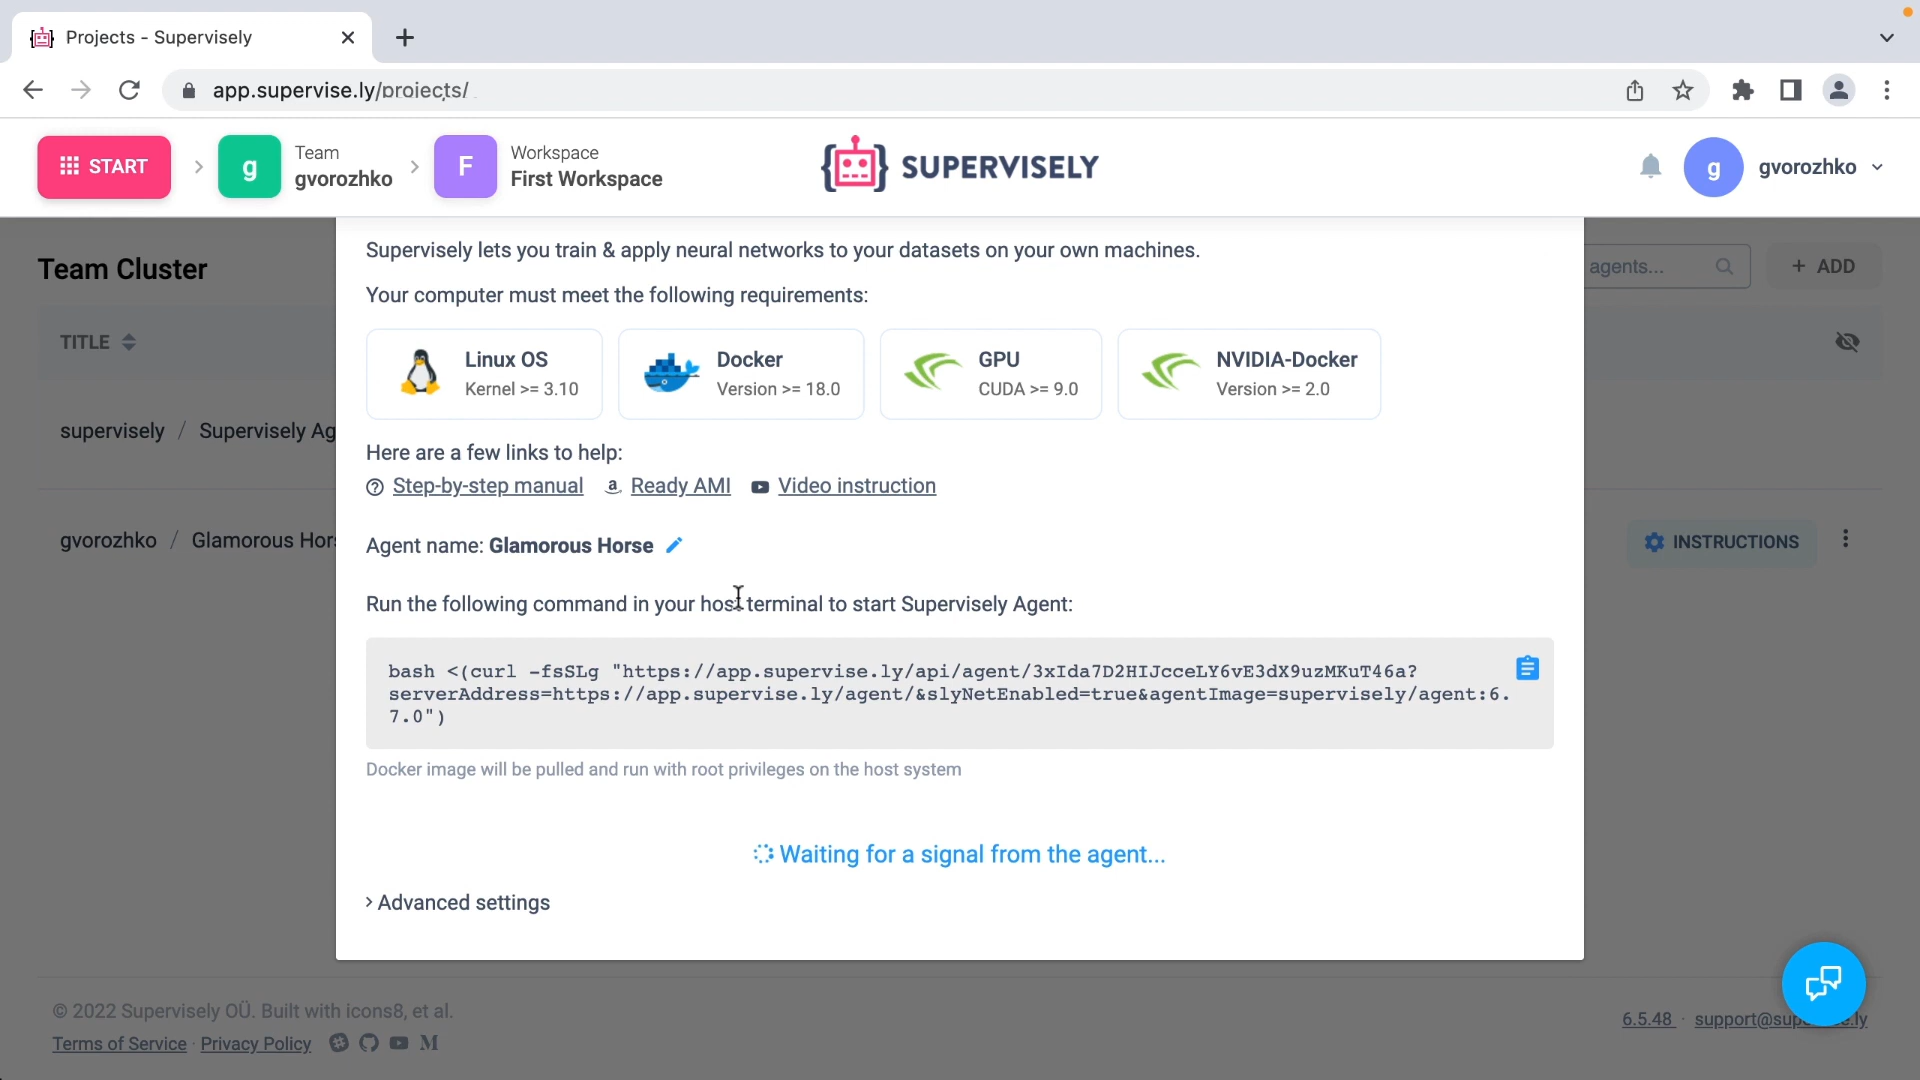 Projects - Supervisely
app.supervise.ly/projects/
START
g
Team
gvorozhko
F
Workspace
First Workspace
SUPERVISELY
g
gvorozhko
Team Cluster
agents...
+ ADD
TITLE
supervisely / Supervisely Ag
gvorozhko / Glamorous Hors
INSTRUCTIONS
Supervisely lets you train & apply neural networks to your datasets on your own machines.
Your computer must meet the following requirements:
Linux OS
Kernel >= 3.10
Docker
Version >= 18.0
GPU
CUDA >= 9.0
NVIDIA-Docker
Version >= 2.0
Here are a few links to help:
Step-by-step manual
Ready AMI
Video instruction
Agent name: Glamorous Horse
Run the following command in your host terminal to start Supervisely Agent:
bash <(curl -fsSLg "https://app.supervise.ly/api/agent/3xIda7D2HIJcceLY6vE3dX9uzMKuT46a?
serverAddress=https://app.supervise.ly/agent/&slyNetEnabled=true&agentImage=supervisely/agent:6.
7.0")
Docker image will be pulled and run with root privileges on the host system
Waiting for a signal from the agent...
> Advanced settings
© 2022 Supervisely OÜ. Built with icons8, et al.
Terms of Service · Privacy Policy
6.5.48 ·